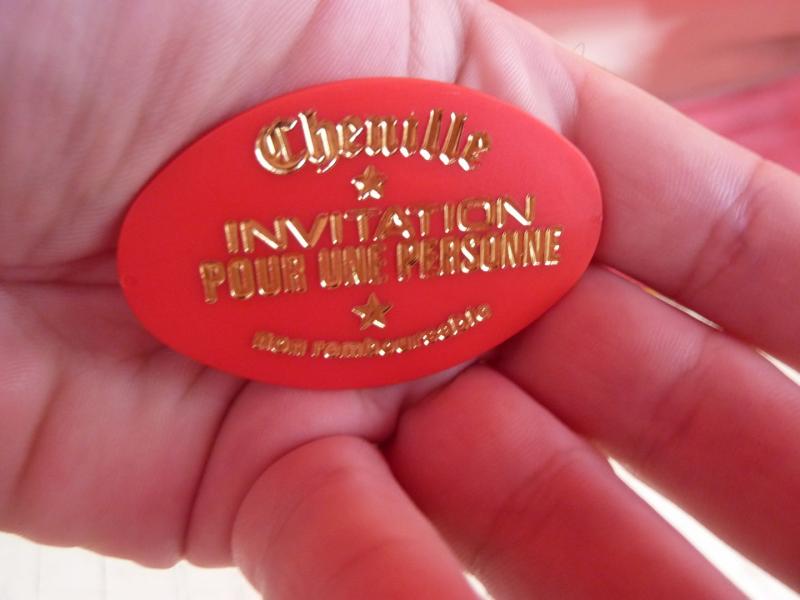 Chenille
INVITATION
POUR UNE PERSONNE
Non remboursable